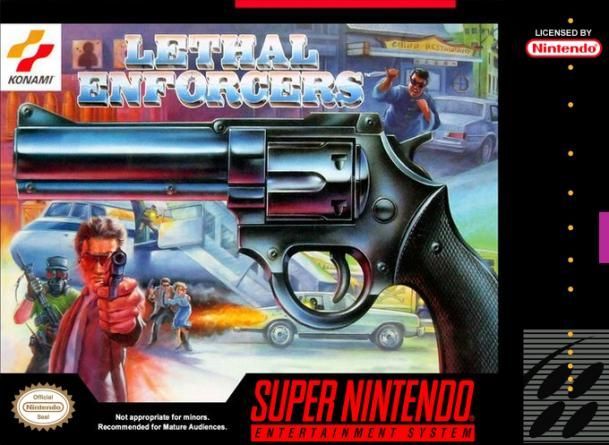 LETHAL
ENFORCERS
KONAMI
LICENSED BY
Nintendo
Official
Nintendo
Seal
Not appropriate for minors.
Recommended for Mature Audiences.
SUPER NINTENDO
ENTERTAINMENT SYSTEM